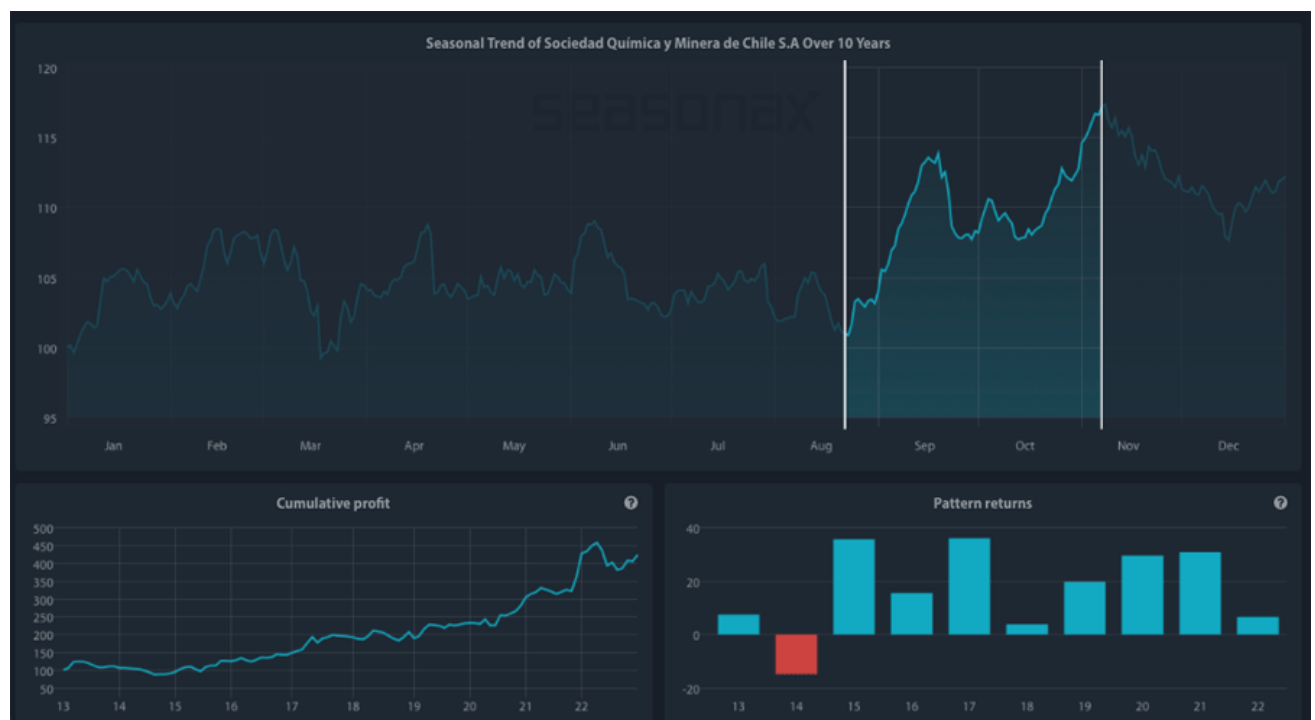 Seasonal Trend of Sociedad Química y Minera de Chile S.A Over 10 Years
seasonax
120
115
110
105
100
95
Jan Feb Mar Apr May Jun Jul Aug Sep Oct Nov Dec
Cumulative profit ?
500
450
400
350
300
250
200
150
100
50
13 14 15 16 17 18 19 20 21 22
Pattern returns ?
40
20
0
-20
13 14 15 16 17 18 19 20 21 22